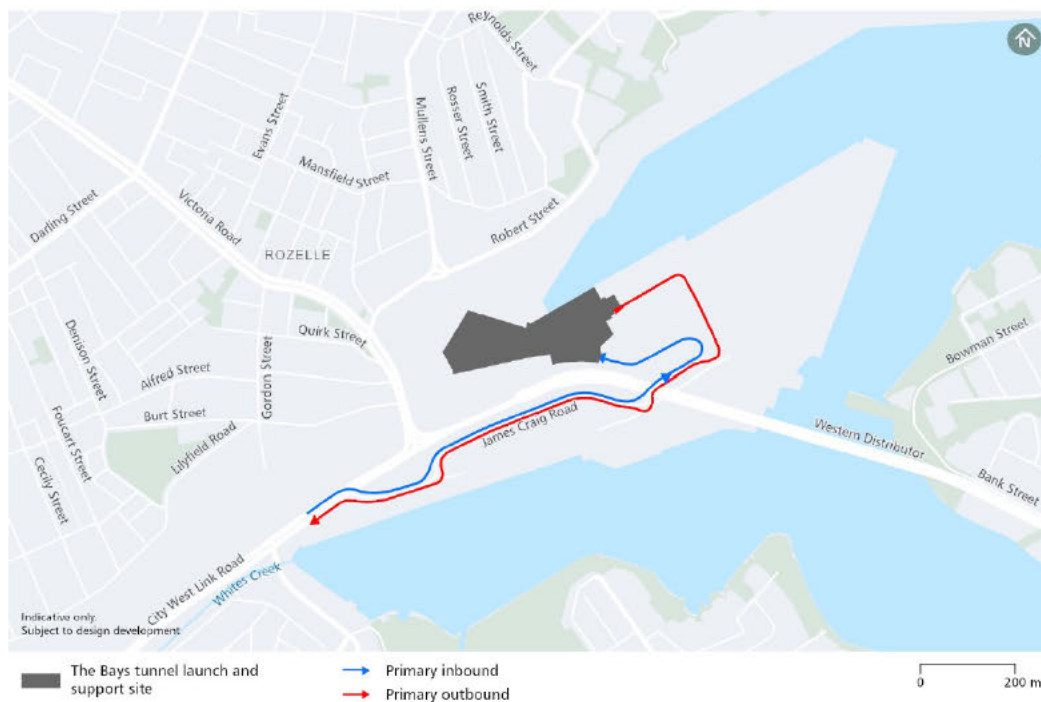 Reynolds Street
N
Smith Street
Rosser Street
Mullens Street
Evans Street
Mansfield Street
Darling Street
Victoria Road
Robert Street
ROZELLE
Quirk Street
Denison Street
Alfred Street
Gordon Street
Bowman Street
Burt Street
Foucart Street
Lilyfield Road
James Craig Road
Western Distributor
Cecily Street
Bank Street
City West Link Road
Whites Creek
Indicative only.
Subject to design development
The Bays tunnel launch and
support site
Primary inbound
Primary outbound
0
200 m